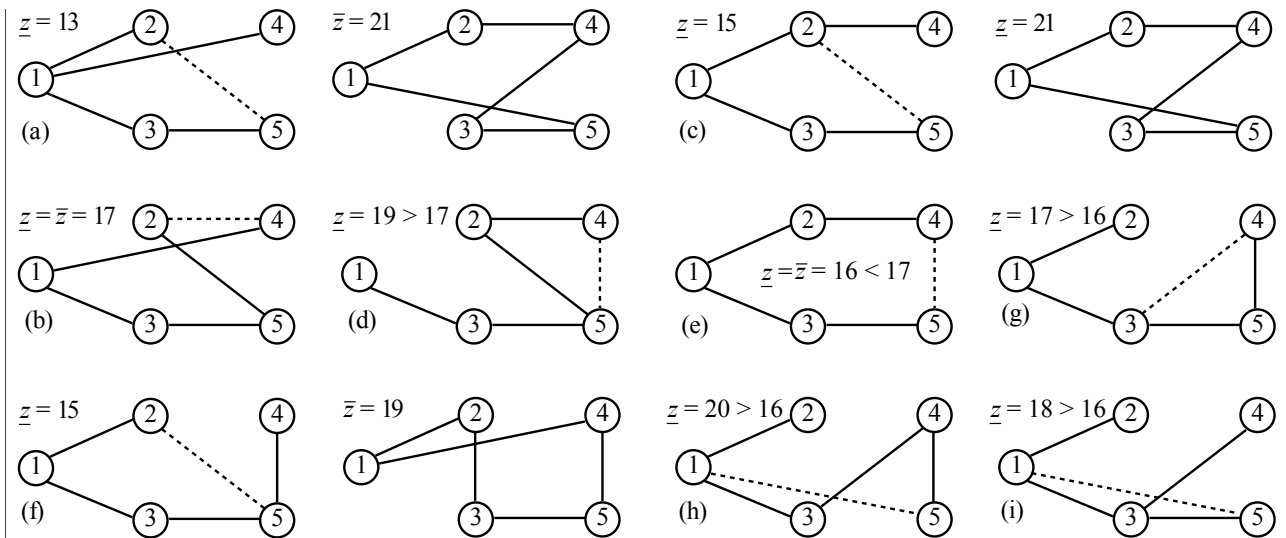 z̲ = 13 2 4 z̄ = 21 2 4 z̲ = 15 2 4 z̲ = 21 2 4
1 1 1 1
(a) 3 5 3 5 (c) 3 5 3 5
z̲ = z̄ = 17 2 4 z̲ = 19 > 17 2 4 2 4 z̲ = 17 > 16 2 4
1 1 1 z̲ = z̄ = 16 < 17 1
(b) 3 5 (d) 3 5 (e) 3 5 (g) 3 5
z̲ = 15 2 4 z̄ = 19 2 4 z̲ = 20 > 16 2 4 z̲ = 18 > 16 2 4
1 1 1 1
(f) 3 5 3 5 (h) 3 5 (i) 3 5